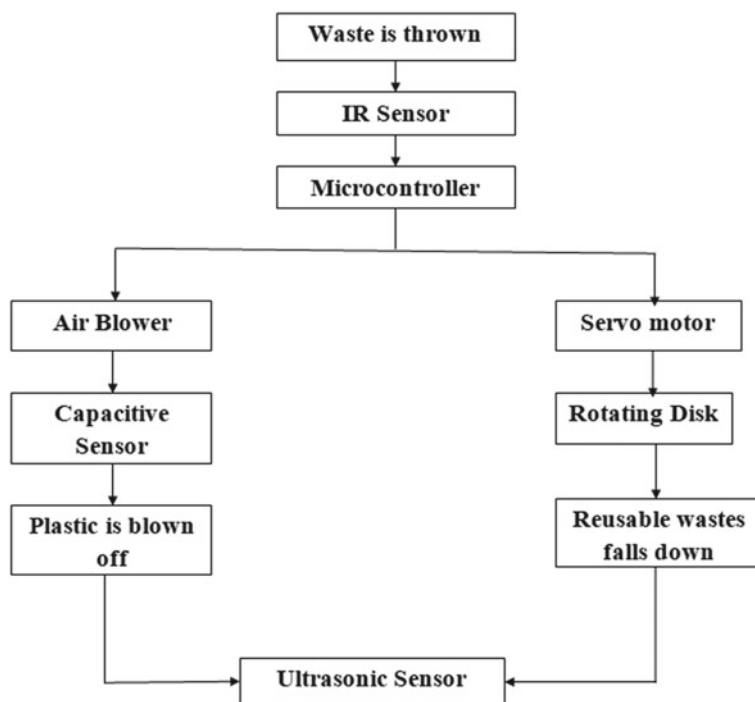 Waste is thrown
IR Sensor
Microcontroller
Air Blower
Servo motor
Capacitive
Sensor
Rotating Disk
Plastic is blown
off
Reusable wastes
falls down
Ultrasonic Sensor